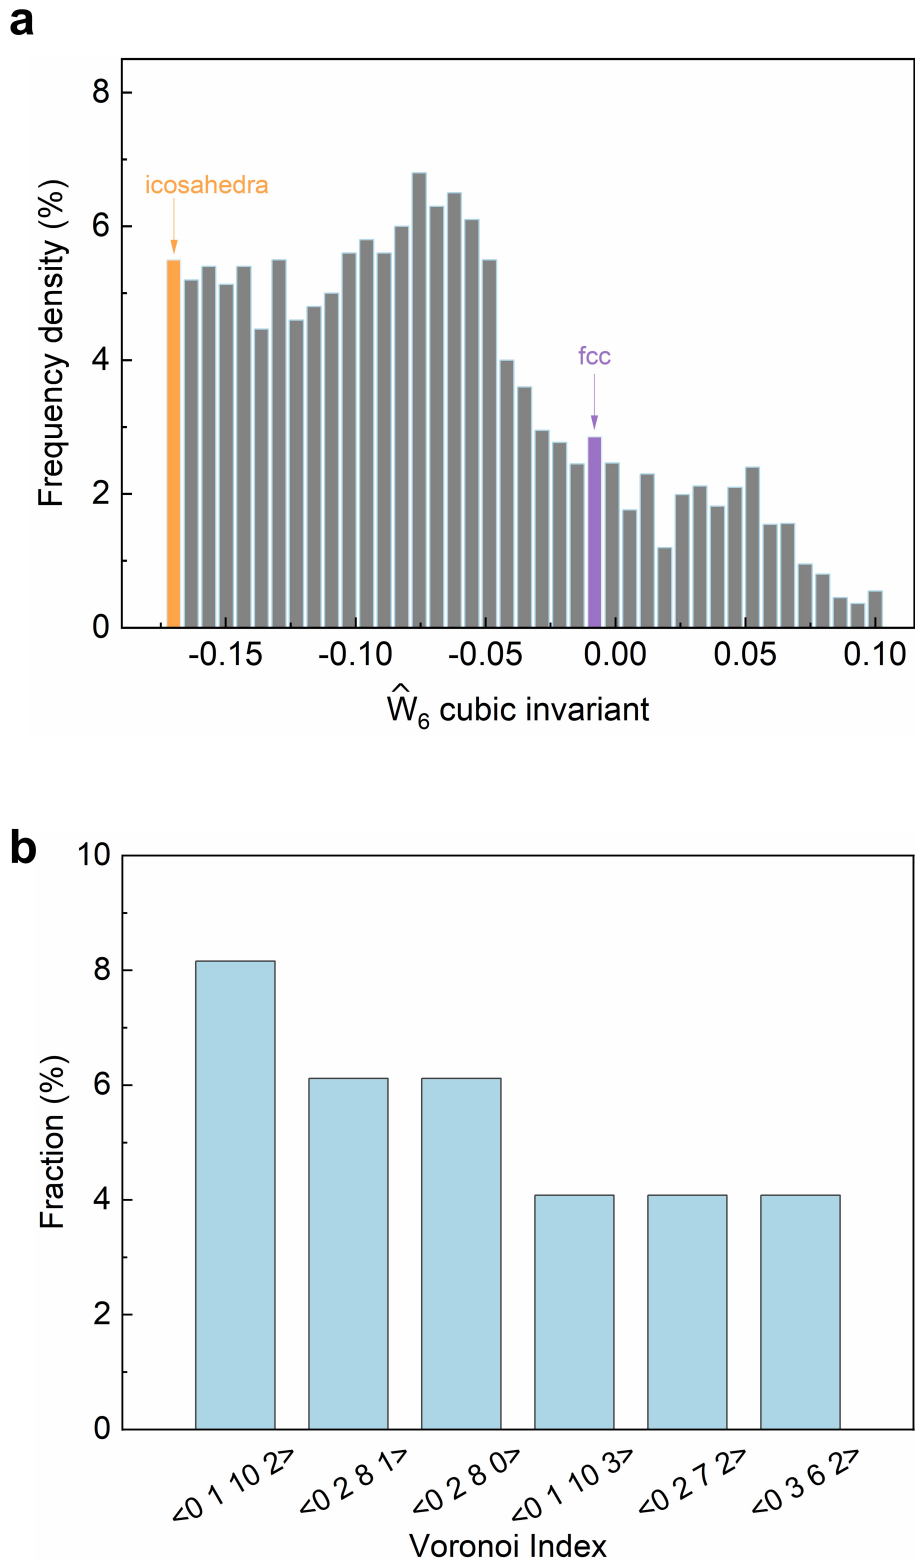 a
8
6
4
2
0
Frequency density (%)
icosahedra
fcc
-0.15 -0.10 -0.05 0.00 0.05 0.10
Ŵ₆ cubic invariant
b
10
8
6
4
2
0
Fraction (%)
<0 1 10 2> <0 2 8 1> <0 2 8 0> <0 1 10 3> <0 2 7 2> <0 3 6 2>
Voronoi Index